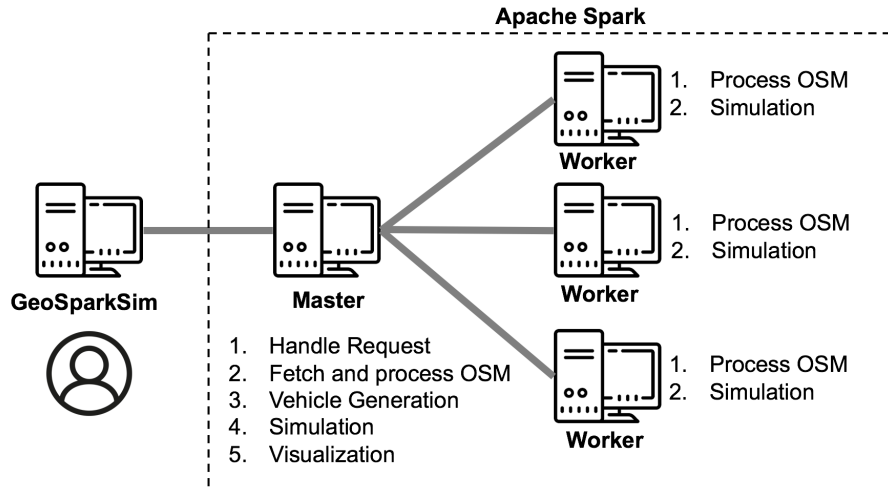 Apache Spark
1. Process OSM
2. Simulation
Worker
GeoSparkSim
Master
1. Handle Request
2. Fetch and process OSM
3. Vehicle Generation
4. Simulation
5. Visualization
1. Process OSM
2. Simulation
Worker
1. Process OSM
2. Simulation
Worker